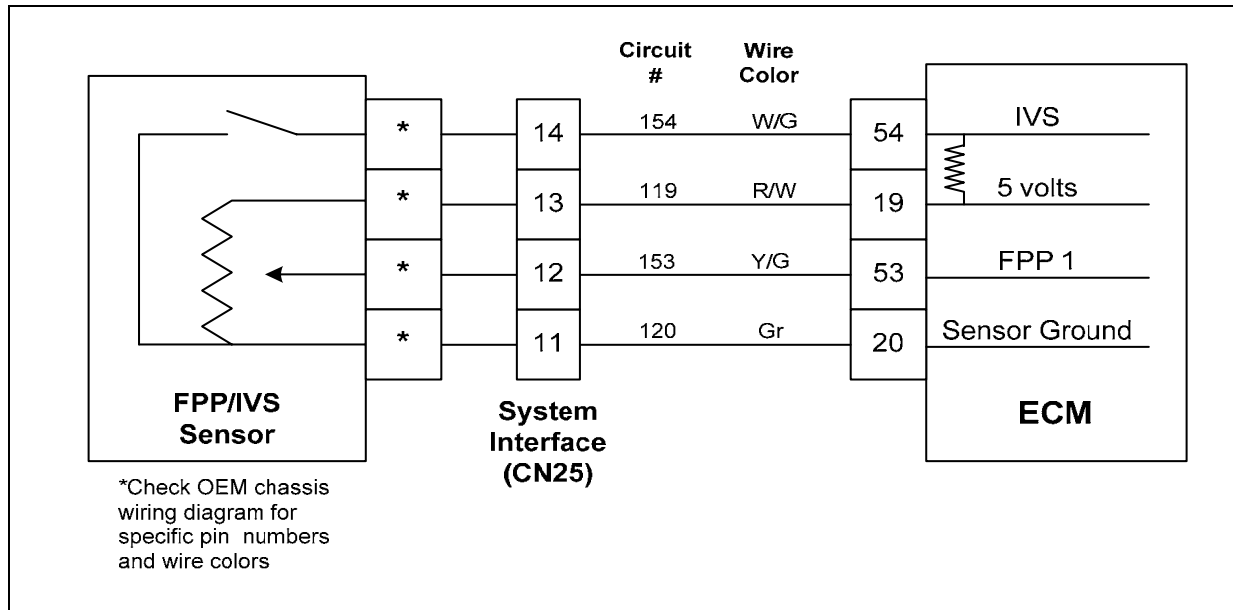 Circuit # Wire Color
* 14 154 W/G 54 IVS
* 13 119 R/W 19 5 volts
* 12 153 Y/G 53 FPP 1
* 11 120 Gr 20 Sensor Ground
FPP/IVS
Sensor
System
Interface
(CN25)
ECM
*Check OEM chassis
wiring diagram for
specific pin numbers
and wire colors